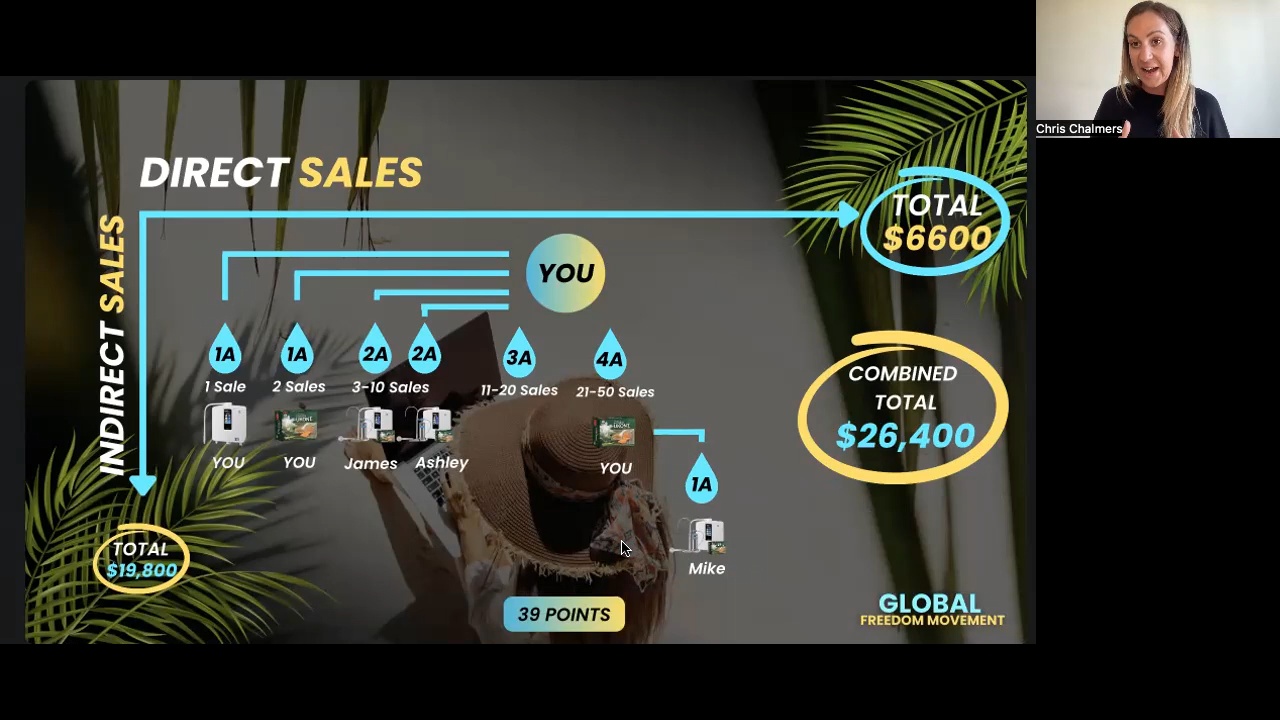 Chris Chalmers
DIRECT SALES
INDIRECT SALES
TOTAL
$6600
YOU
1A
1A
2A
2A
3A
4A
1 Sale
2 Sales
3-10 Sales
11-20 Sales
21-50 Sales
YOU
YOU
James
Ashley
YOU
1A
Mike
COMBINED
TOTAL
$26,400
TOTAL
$19,800
39 POINTS
GLOBAL
FREEDOM MOVEMENT